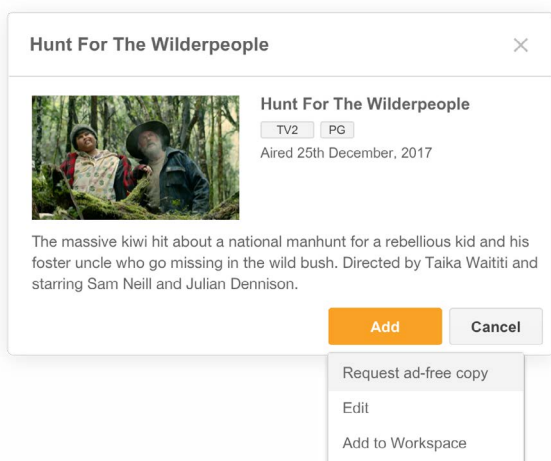 Hunt For The Wilderpeople
Hunt For The Wilderpeople
TV2 PG
Aired 25th December, 2017
The massive kiwi hit about a national manhunt for a rebellious kid and his
foster uncle who go missing in the wild bush. Directed by Taika Waititi and
starring Sam Neill and Julian Dennison.
Add Cancel
Request ad-free copy
Edit
Add to Workspace